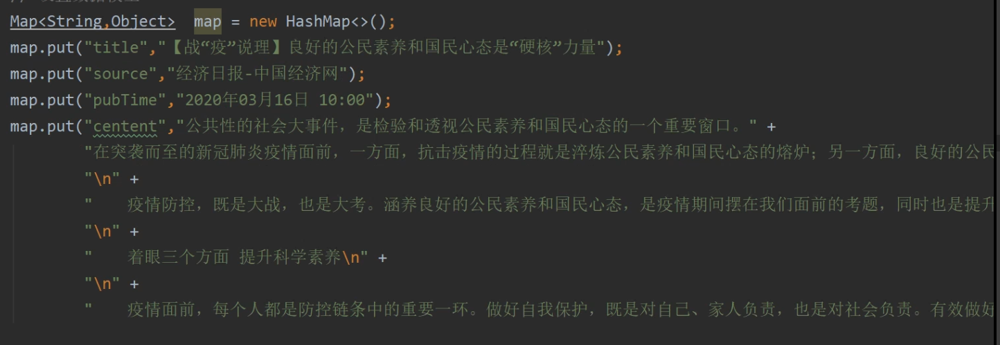 Map<String,Object>  map = new HashMap<>();
map.put("title","【战“疫”说理】良好的公民素养和国民心态是“硬核”力量");
map.put("source","经济日报-中国经济网");
map.put("pubTime","2020年03月16日 10:00");
map.put("centent","公共性的社会大事件，是检验和透视公民素养和国民心态的一个重要窗口。" +
"在突袭而至的新冠肺炎疫情面前，一方面，抗击疫情的过程就是淬炼公民素养和国民心态的熔炉；另一方面，良好的公民
"\n" +
"    疫情防控，既是大战，也是大考。涵养良好的公民素养和国民心态，是疫情期间摆在我们面前的考题，同时也是提升
"\n" +
"    着眼三个方面 提升科学素养\n" +
"\n" +
"    疫情面前，每个人都是防控链条中的重要一环。做好自我保护，既是对自己、家人负责，也是对社会负责。有效做好